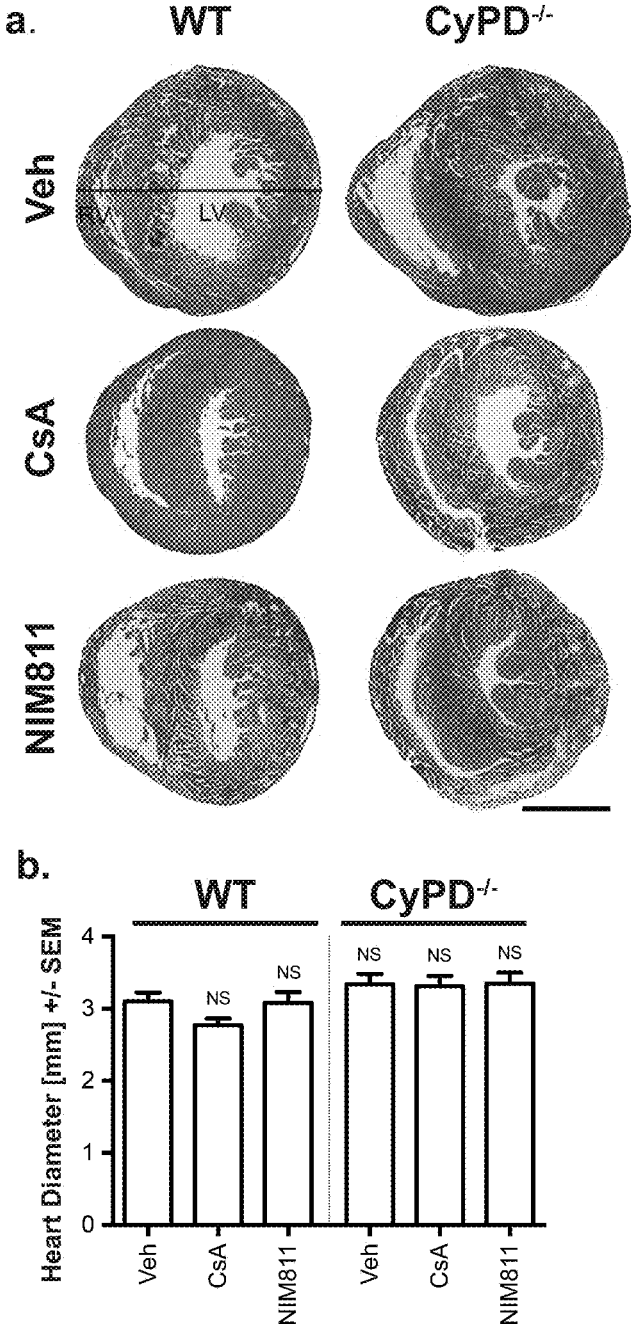 a.
WT CyPD-/-
Veh
RV LV
CsA
NIM811
b.
WT CyPD-/-
Heart Diameter [mm] +/- SEM
4
3
2
1
0
NS NS NS NS NS
Veh CsA NIM811 Veh CsA NIM811